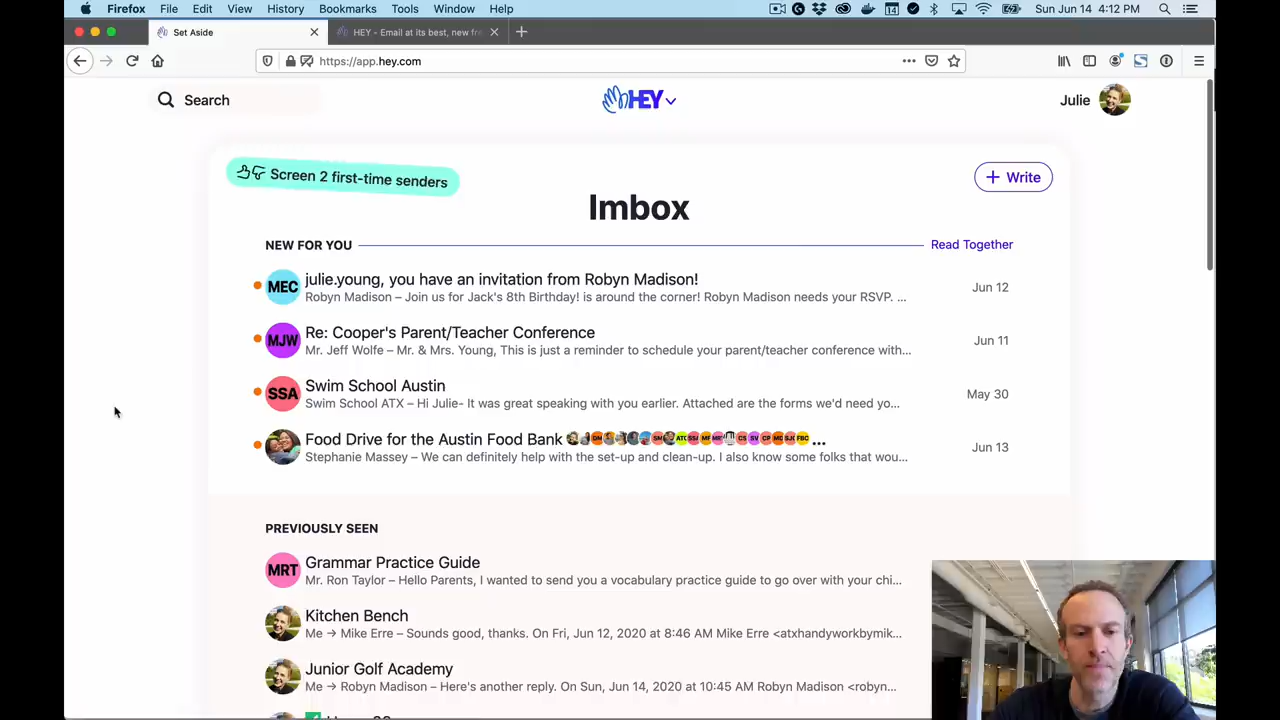 Firefox File Edit View History Bookmarks Tools Window Help 14 Sun Jun 14 4:12 PM
Set Aside HEY - Email at its best, new fre
https://app.hey.com
Search HEY Julie
Screen 2 first-time senders
+ Write
Imbox
NEW FOR YOU Read Together
MEC julie.young, you have an invitation from Robyn Madison!
Robyn Madison – Join us for Jack's 8th Birthday! is around the corner! Robyn Madison needs your RSVP. ... Jun 12
MJW Re: Cooper's Parent/Teacher Conference
Mr. Jeff Wolfe – Mr. & Mrs. Young, This is just a reminder to schedule your parent/teacher conference with... Jun 11
SSA Swim School Austin
Swim School ATX – Hi Julie- It was great speaking with you earlier. Attached are the forms we'd need yo... May 30
Food Drive for the Austin Food Bank ...
Stephanie Massey – We can definitely help with the set-up and clean-up. I also know some folks that wou... Jun 13
PREVIOUSLY SEEN
MRT Grammar Practice Guide
Mr. Ron Taylor – Hello Parents, I wanted to send you a vocabulary practice guide to go over with your chi...
Kitchen Bench
Me → Mike Erre – Sounds good, thanks. On Fri, Jun 12, 2020 at 8:46 AM Mike Erre <atxhandyworkbymik...
Junior Golf Academy
Me → Robyn Madison – Here's another reply. On Sun, Jun 14, 2020 at 10:45 AM Robyn Madison <robyn...